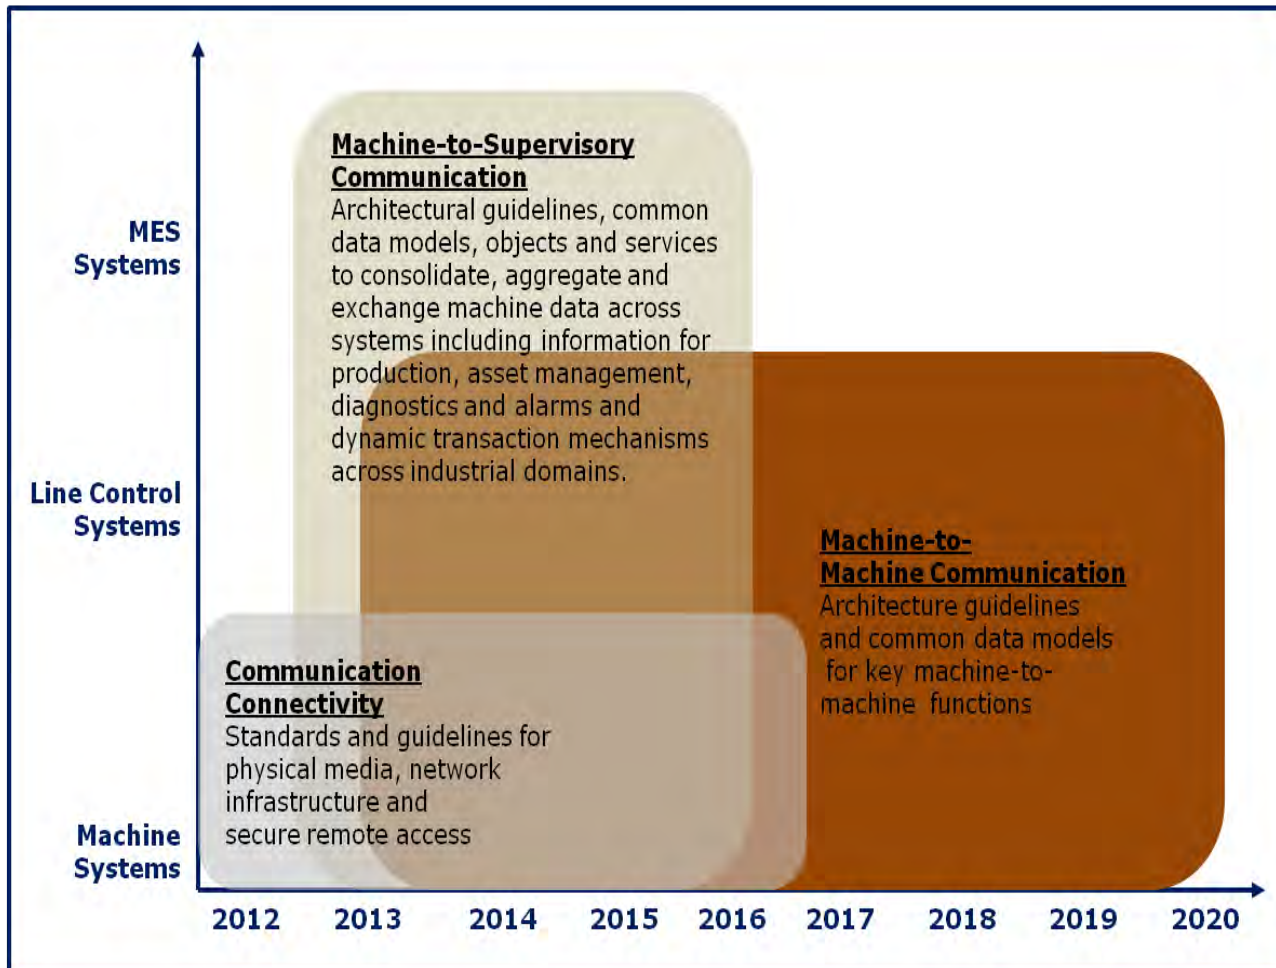 MES
Systems
Line Control
Systems
Machine
Systems
Machine-to-Supervisory
Communication
Architectural guidelines, common
data models, objects and services
to consolidate, aggregate and
exchange machine data across
systems including information for
production, asset management,
diagnostics and alarms and
dynamic transaction mechanisms
across industrial domains.
Machine-to-
Machine Communication
Architecture guidelines
and common data models
for key machine-to-
machine functions
Communication
Connectivity
Standards and guidelines for
physical media, network
infrastructure and
secure remote access
2012 2013 2014 2015 2016 2017 2018 2019 2020